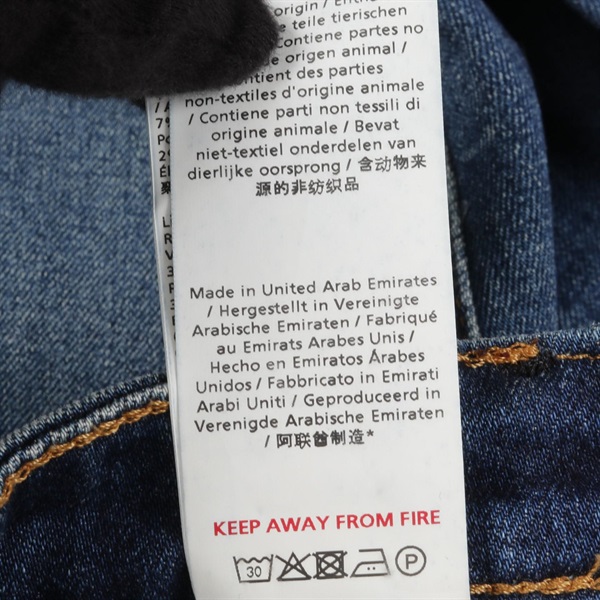 origin / Enth
e teile tierischen
Contiene partes no
de origen animal /
ntient des parties
non-textiles d'origine animale
/ Contiene parti non tessili di
origine animale / Bevat
niet-textiel onderdelen van
dierlijke oorsprong / 含动物来
源的非纺织品
Made in United Arab Emirates
/ Hergestellt in Vereinigte
Arabische Emiraten / Fabriqué
au Emirats Arabes Unis /
Hecho en Emiratos Árabes
Unidos / Fabbricato in Emirati
Arabi Uniti / Geproduceerd in
Verenigde Arabische Emiraten
/ 阿联酋制造*
KEEP AWAY FROM FIRE
30 P
7%
2%